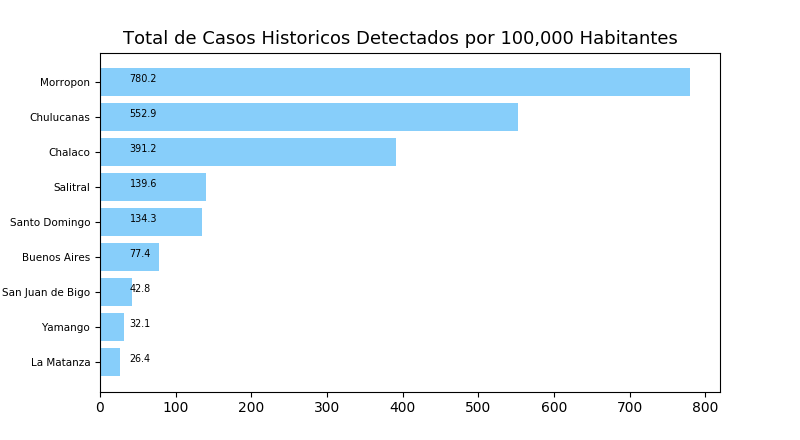 Total de Casos Historicos Detectados por 100,000 Habitantes
Morropon 780.2
Chulucanas 552.9
Chalaco 391.2
Salitral 139.6
Santo Domingo 134.3
Buenos Aires 77.4
San Juan de Bigo 42.8
Yamango 32.1
La Matanza 26.4
0 100 200 300 400 500 600 700 800